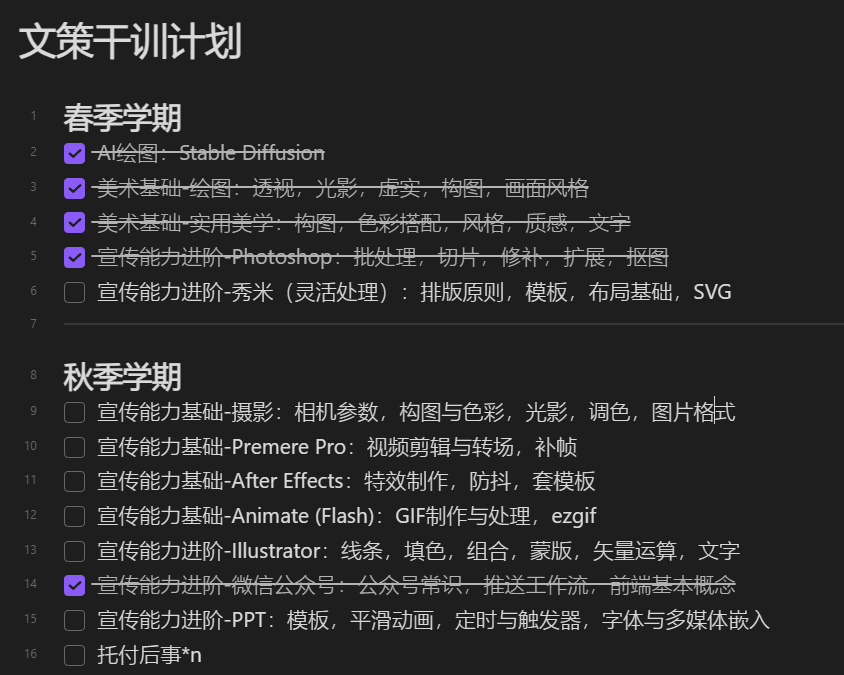 文策干训计划
1 春季学期
2 AI绘图：Stable Diffusion
3 美术基础-绘图：透视，光影，虚实，构图，画面风格
4 美术基础-实用美学：构图，色彩搭配，风格，质感，文字
5 宣传能力进阶-Photoshop：批处理，切片，修补，扩展，抠图
6 宣传能力进阶-秀米（灵活处理）：排版原则，模板，布局基础，SVG
7
8 秋季学期
9 宣传能力基础-摄影：相机参数，构图与色彩，光影，调色，图片格式
10 宣传能力基础-Premere Pro：视频剪辑与转场，补帧
11 宣传能力基础-After Effects：特效制作，防抖，套模板
12 宣传能力基础-Animate (Flash)：GIF制作与处理，ezgif
13 宣传能力进阶-Illustrator：线条，填色，组合，蒙版，矢量运算，文字
14 宣传能力进阶-微信公众号：公众号常识，推送工作流，前端基本概念
15 宣传能力进阶-PPT：模板，平滑动画，定时与触发器，字体与多媒体嵌入
16 托付后事*n